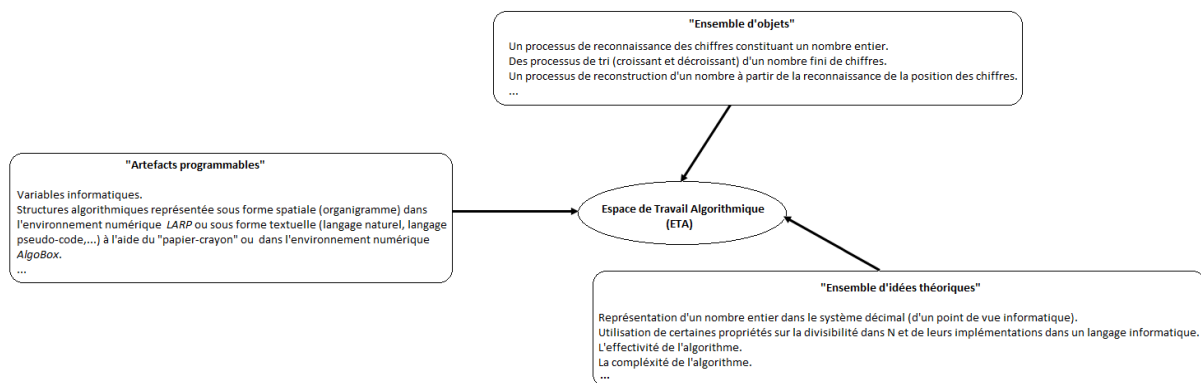 "Ensemble d'objets"
Un processus de reconnaissance des chiffres constituant un nombre entier.
Des processus de tri (croissant et décroissant) d'un nombre fini de chiffres.
Un processus de reconstruction d'un nombre à partir de la reconnaissance de la position des chiffres.
...
"Artefacts programmables"
Variables informatiques.
Structures algorithmiques représentée sous forme spatiale (organigramme) dans
l'environnement numérique LARP ou sous forme textuelle (langage naturel, langage
pseudo-code,...) à l'aide du "papier-crayon" ou dans l'environnement numérique
AlgoBox.
...
Espace de Travail Algorithmique
(ETA)
"Ensemble d'idées théoriques"
Représentation d'un nombre entier dans le système décimal (d'un point de vue informatique).
Utilisation de certaines propriétés sur la divisibilité dans N et de leurs implémentations dans un langage informatique.
L'effectivité de l'algorithme.
La compléxité de l'algorithme.
...